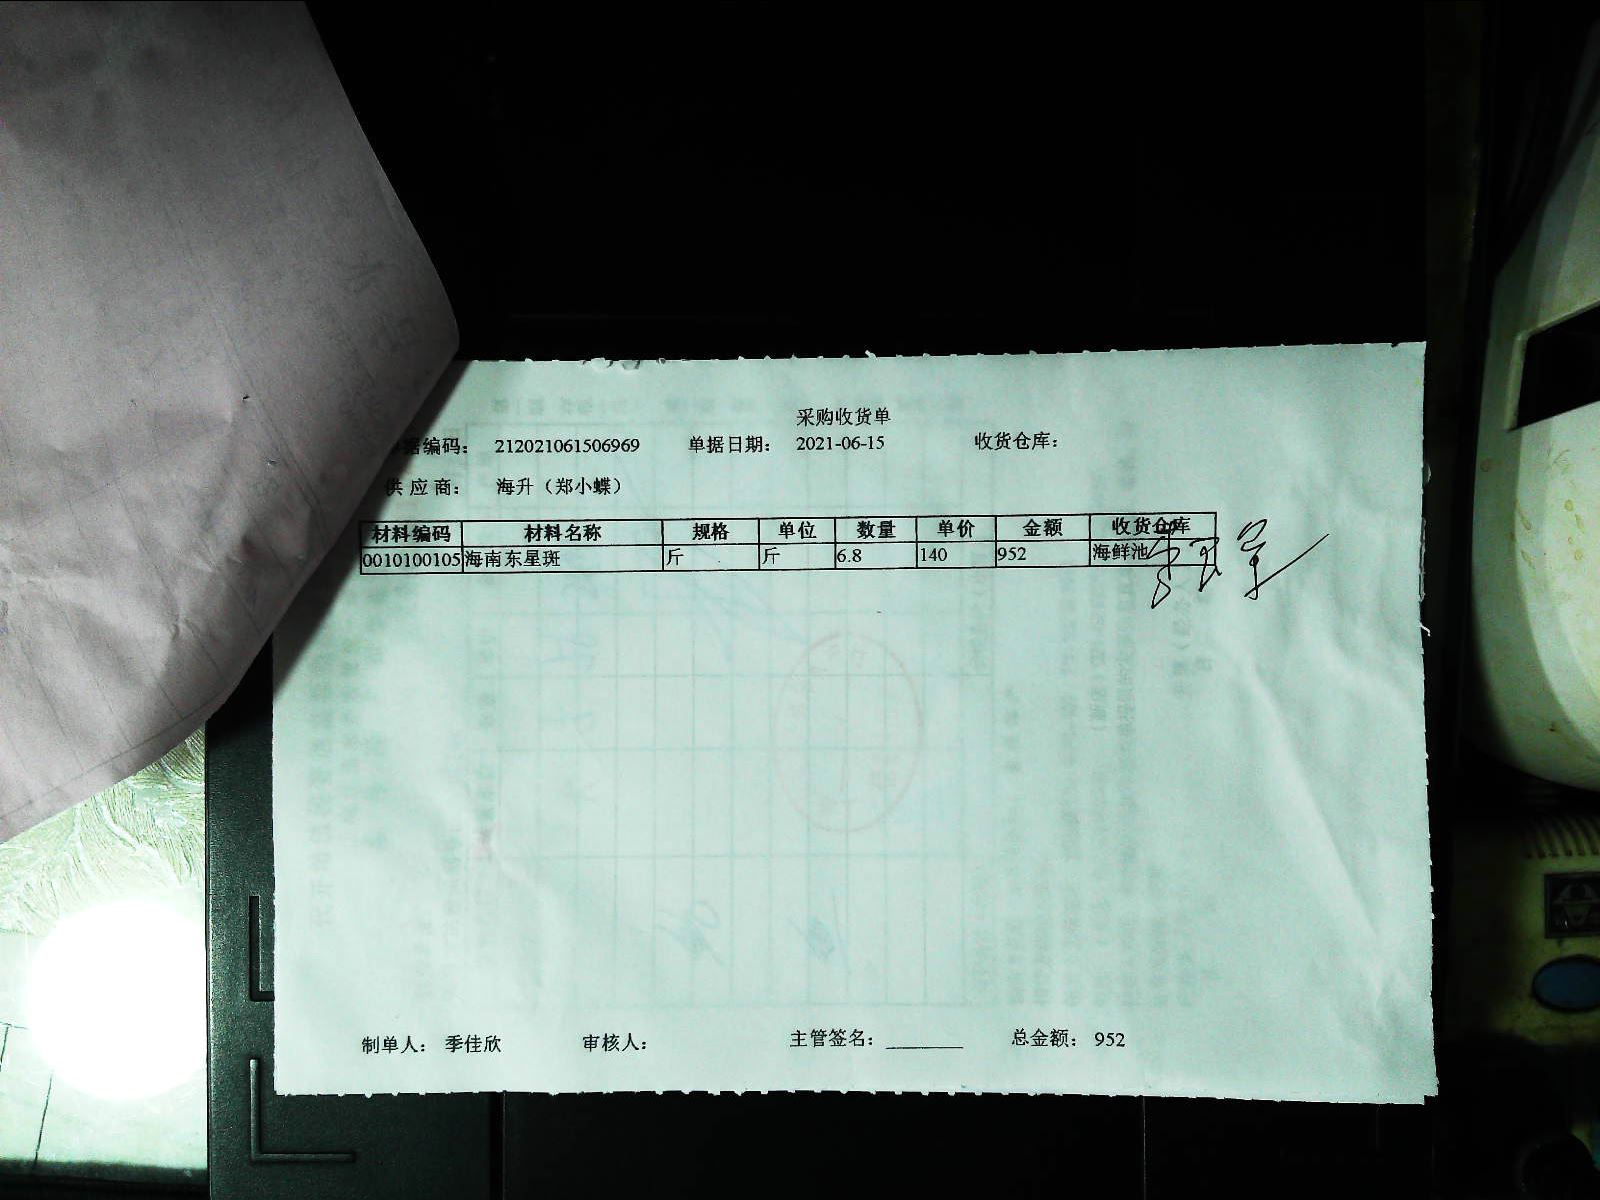 采购收货单
据编码： 212021061506969 单据日期： 2021-06-15 收货仓库：
供应商： 海升（郑小蝶）
材料编码 材料名称 规格 单位 数量 单价 金额 收货仓库
0010100105 海南东星斑 斤 斤 6.8 140 952 海鲜池
制单人： 季佳欣 审核人： 主管签名： 总金额： 952